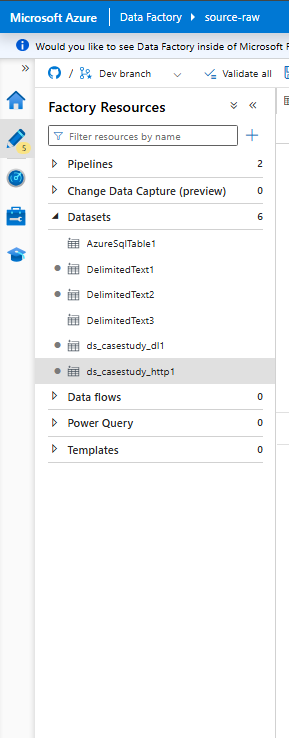 Microsoft Azure Data Factory source-raw
Would you like to see Data Factory inside of Microsoft F
Dev branch Validate all
Factory Resources
Filter resources by name
5
Pipelines 2
Change Data Capture (preview) 0
Datasets 6
AzureSqlTable1
DelimitedText1
DelimitedText2
DelimitedText3
ds_casestudy_dl1
ds_casestudy_http1
Data flows 0
Power Query 0
Templates 0